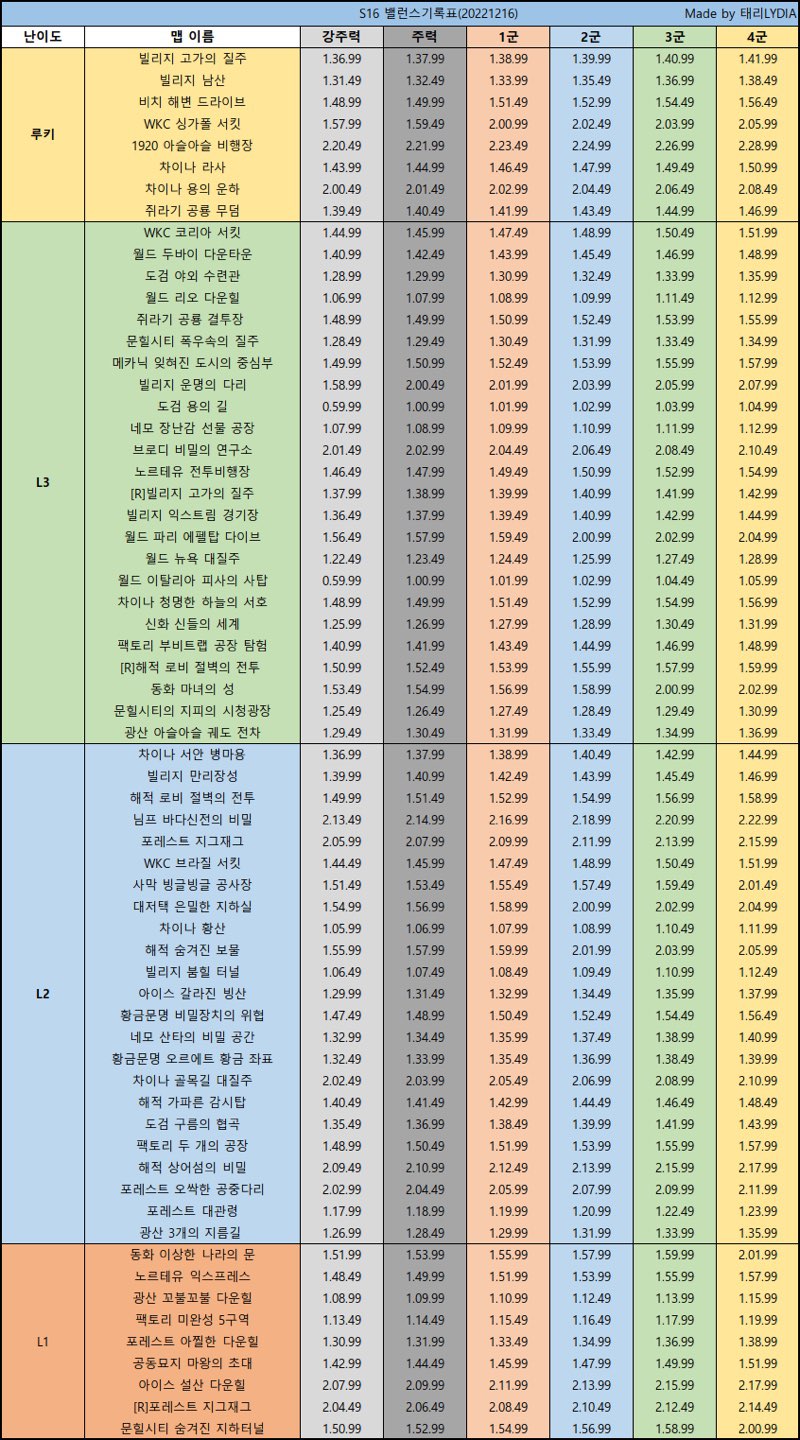 S16 밸런스기록표(20221216) Made by 태리LYDIA
난이도 맵 이름 강주력 주력 1군 2군 3군 4군
빌리지 고가의 질주 1.36.99 1.37.99 1.38.99 1.39.99 1.40.99 1.41.99
빌리지 남산 1.31.49 1.32.49 1.33.99 1.35.49 1.36.99 1.38.49
비치 해변 드라이브 1.48.99 1.49.99 1.51.49 1.52.99 1.54.49 1.56.49
WKC 싱가폴 서킷 1.57.99 1.59.49 2.00.99 2.02.49 2.03.99 2.05.99
루키
1920 아슬아슬 비행장 2.20.49 2.21.99 2.23.49 2.24.99 2.26.99 2.28.99
차이나 라사 1.43.99 1.44.99 1.46.49 1.47.99 1.49.49 1.50.99
차이나 용의 운하 2.00.49 2.01.49 2.02.99 2.04.49 2.06.49 2.08.49
쥐라기 공룡 무덤 1.39.49 1.40.49 1.41.99 1.43.49 1.44.99 1.46.99
WKC 코리아 서킷 1.44.99 1.45.99 1.47.49 1.48.99 1.50.49 1.51.99
월드 두바이 다운타운 1.40.99 1.42.49 1.43.99 1.45.49 1.46.99 1.48.99
도검 야외 수련관 1.28.99 1.29.99 1.30.99 1.32.49 1.33.99 1.35.99
월드 리오 다운힐 1.06.99 1.07.99 1.08.99 1.09.99 1.11.49 1.12.99
쥐라기 공룡 결투장 1.48.99 1.49.99 1.50.99 1.52.49 1.53.99 1.55.99
문힐시티 폭우속의 질주 1.28.49 1.29.49 1.30.49 1.31.99 1.33.49 1.34.99
메카닉 잊혀진 도시의 중심부 1.49.99 1.50.99 1.52.49 1.53.99 1.55.99 1.57.99
빌리지 운명의 다리 1.58.99 2.00.49 2.01.99 2.03.99 2.05.99 2.07.99
도검 용의 길 0.59.99 1.00.99 1.01.99 1.02.99 1.03.99 1.04.99
네모 장난감 선물 공장 1.07.99 1.08.99 1.09.99 1.10.99 1.11.99 1.12.99
브로디 비밀의 연구소 2.01.49 2.02.99 2.04.49 2.06.49 2.08.49 2.10.49
노르테유 전투비행장 1.46.49 1.47.99 1.49.49 1.50.99 1.52.99 1.54.99
L3
[R]빌리지 고가의 질주 1.37.99 1.38.99 1.39.99 1.40.99 1.41.99 1.42.99
빌리지 익스트림 경기장 1.36.49 1.37.99 1.39.49 1.40.99 1.42.99 1.44.99
월드 파리 에펠탑 다이브 1.56.49 1.57.99 1.59.49 2.00.99 2.02.99 2.04.99
월드 뉴욕 대질주 1.22.49 1.23.49 1.24.49 1.25.99 1.27.49 1.28.99
월드 이탈리아 피사의 사탑 0.59.99 1.00.99 1.01.99 1.02.99 1.04.49 1.05.99
차이나 청명한 하늘의 서호 1.48.99 1.49.99 1.51.49 1.52.99 1.54.99 1.56.99
신화 신들의 세계 1.25.99 1.26.99 1.27.99 1.28.99 1.30.49 1.31.99
팩토리 부비트랩 공장 탐험 1.40.99 1.41.99 1.43.49 1.44.99 1.46.99 1.48.99
[R]해적 로비 절벽의 전투 1.50.99 1.52.49 1.53.99 1.55.99 1.57.99 1.59.99
동화 마녀의 성 1.53.49 1.54.99 1.56.99 1.58.99 2.00.99 2.02.99
문힐시티의 지피의 시청광장 1.25.49 1.26.49 1.27.49 1.28.49 1.29.49 1.30.99
광산 아슬아슬 궤도 전차 1.29.49 1.30.49 1.31.99 1.33.49 1.34.99 1.36.99
차이나 서안 병마용 1.36.99 1.37.99 1.38.99 1.40.49 1.42.99 1.44.99
빌리지 만리장성 1.39.99 1.40.99 1.42.49 1.43.99 1.45.49 1.46.99
해적 로비 절벽의 전투 1.49.99 1.51.49 1.52.99 1.54.99 1.56.99 1.58.99
님프 바다신전의 비밀 2.13.49 2.14.99 2.16.99 2.18.99 2.20.99 2.22.99
포레스트 지그재그 2.05.99 2.07.99 2.09.99 2.11.99 2.13.99 2.15.99
WKC 브라질 서킷 1.44.49 1.45.99 1.47.49 1.48.99 1.50.49 1.51.99
사막 빙글빙글 공사장 1.51.49 1.53.49 1.55.49 1.57.49 1.59.49 2.01.49
대저택 은밀한 지하실 1.54.99 1.56.99 1.58.99 2.00.99 2.02.99 2.04.99
차이나 황산 1.05.99 1.06.99 1.07.99 1.08.99 1.10.49 1.11.99
해적 숨겨진 보물 1.55.99 1.57.99 1.59.99 2.01.99 2.03.99 2.05.99
빌리지 붐힐 터널 1.06.49 1.07.49 1.08.49 1.09.49 1.10.99 1.12.49
L2
아이스 갈라진 빙산 1.29.99 1.31.49 1.32.99 1.34.49 1.35.99 1.37.99
황금문명 비밀장치의 위협 1.47.49 1.48.99 1.50.49 1.52.49 1.54.49 1.56.49
네모 산타의 비밀 공간 1.32.99 1.34.49 1.35.99 1.37.49 1.38.99 1.40.99
황금문명 오르에트 황금 좌표 1.32.49 1.33.99 1.35.49 1.36.99 1.38.49 1.39.99
차이나 골목길 대질주 2.02.49 2.03.99 2.05.49 2.06.99 2.08.99 2.10.99
해적 가파른 감시탑 1.40.49 1.41.49 1.42.99 1.44.49 1.46.49 1.48.49
도검 구름의 협곡 1.35.49 1.36.99 1.38.49 1.39.99 1.41.99 1.43.99
팩토리 두 개의 공장 1.48.99 1.50.49 1.51.99 1.53.99 1.55.99 1.57.99
해적 상어섬의 비밀 2.09.49 2.10.99 2.12.49 2.13.99 2.15.99 2.17.99
포레스트 오싹한 공중다리 2.02.99 2.04.49 2.05.99 2.07.99 2.09.49 2.11.99
포레스트 대관령 1.17.99 1.18.99 1.19.99 1.20.99 1.22.49 1.23.99
광산 3개의 지름길 1.26.99 1.28.49 1.29.99 1.31.99 1.33.99 1.35.99
동화 이상한 나라의 문 1.51.99 1.53.99 1.55.99 1.57.99 1.59.99 2.01.99
노르테유 익스프레스 1.48.49 1.49.99 1.51.99 1.53.99 1.55.99 1.57.99
광산 꼬불꼬불 다운힐 1.08.99 1.09.99 1.10.99 1.12.49 1.13.99 1.15.99
팩토리 미완성 5구역 1.13.49 1.14.49 1.15.49 1.16.49 1.17.99 1.19.99
L1
포레스트 아찔한 다운힐 1.30.99 1.31.99 1.33.49 1.34.99 1.36.99 1.38.99
공동묘지 마왕의 초대 1.42.99 1.44.49 1.45.99 1.47.99 1.49.99 1.51.99
아이스 설산 다운힐 2.07.99 2.09.99 2.11.99 2.13.99 2.15.99 2.17.99
[R]포레스트 지그재그 2.04.49 2.06.49 2.08.49 2.10.49 2.12.49 2.14.49
문힐시티 숨겨진 지하터널 1.50.99 1.52.99 1.54.99 1.56.99 1.58.99 2.00.99